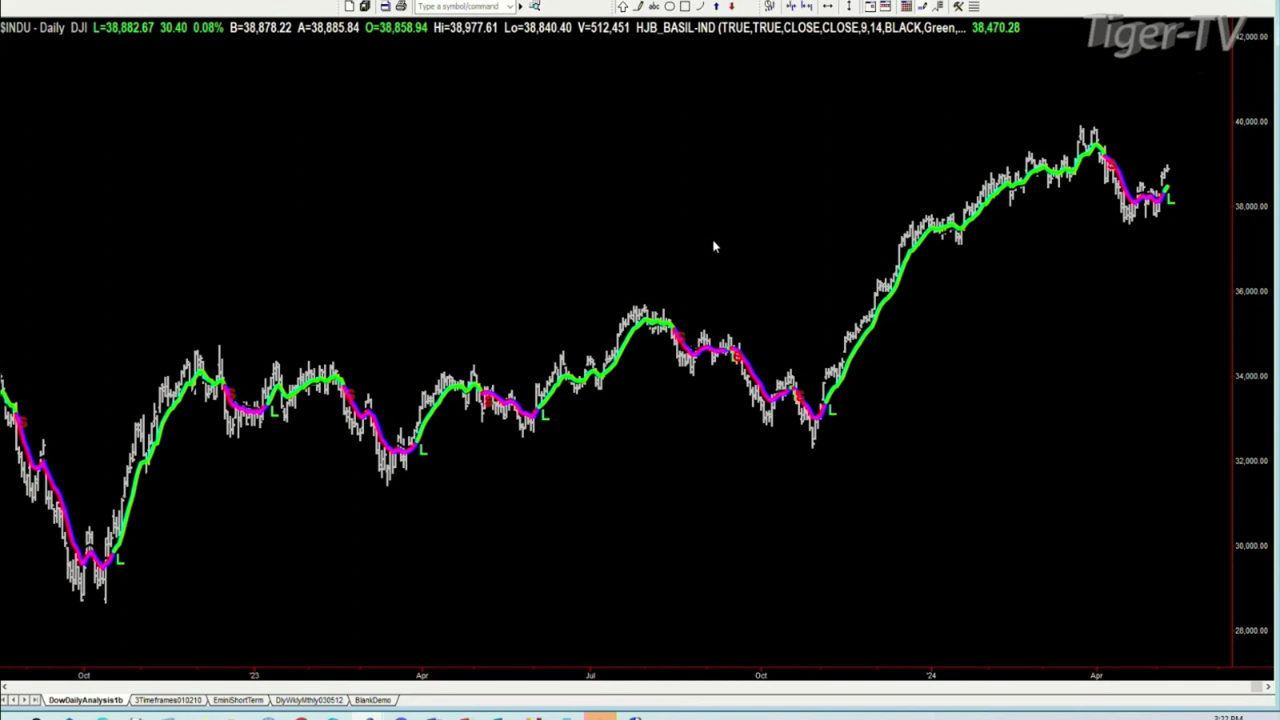 Type a symbol/command
abc
$INDU - Daily DJI L=38,882.67 30.40 0.08% B=38,878.22 A=38,885.84 O=38,858.94 Hi=38,977.61 Lo=38,840.40 V=512,451 HJB_BASIL-IND (TRUE,TRUE,CLOSE,CLOSE,9,14,BLACK,Green,... 38,470.28
Tiger-TV
42,000.00
40,000.00
38,000.00
36,000.00
34,000.00
32,000.00
30,000.00
28,000.00
S
L
S
L
S
L
S
L
S
S
S
L
S
L
Oct '23 Apr Jul Oct '24 Apr
DowDailyAnalysis1b 3Timeframes010210 EminiShortTerm DlyWklyMthly030512 BlankDemo